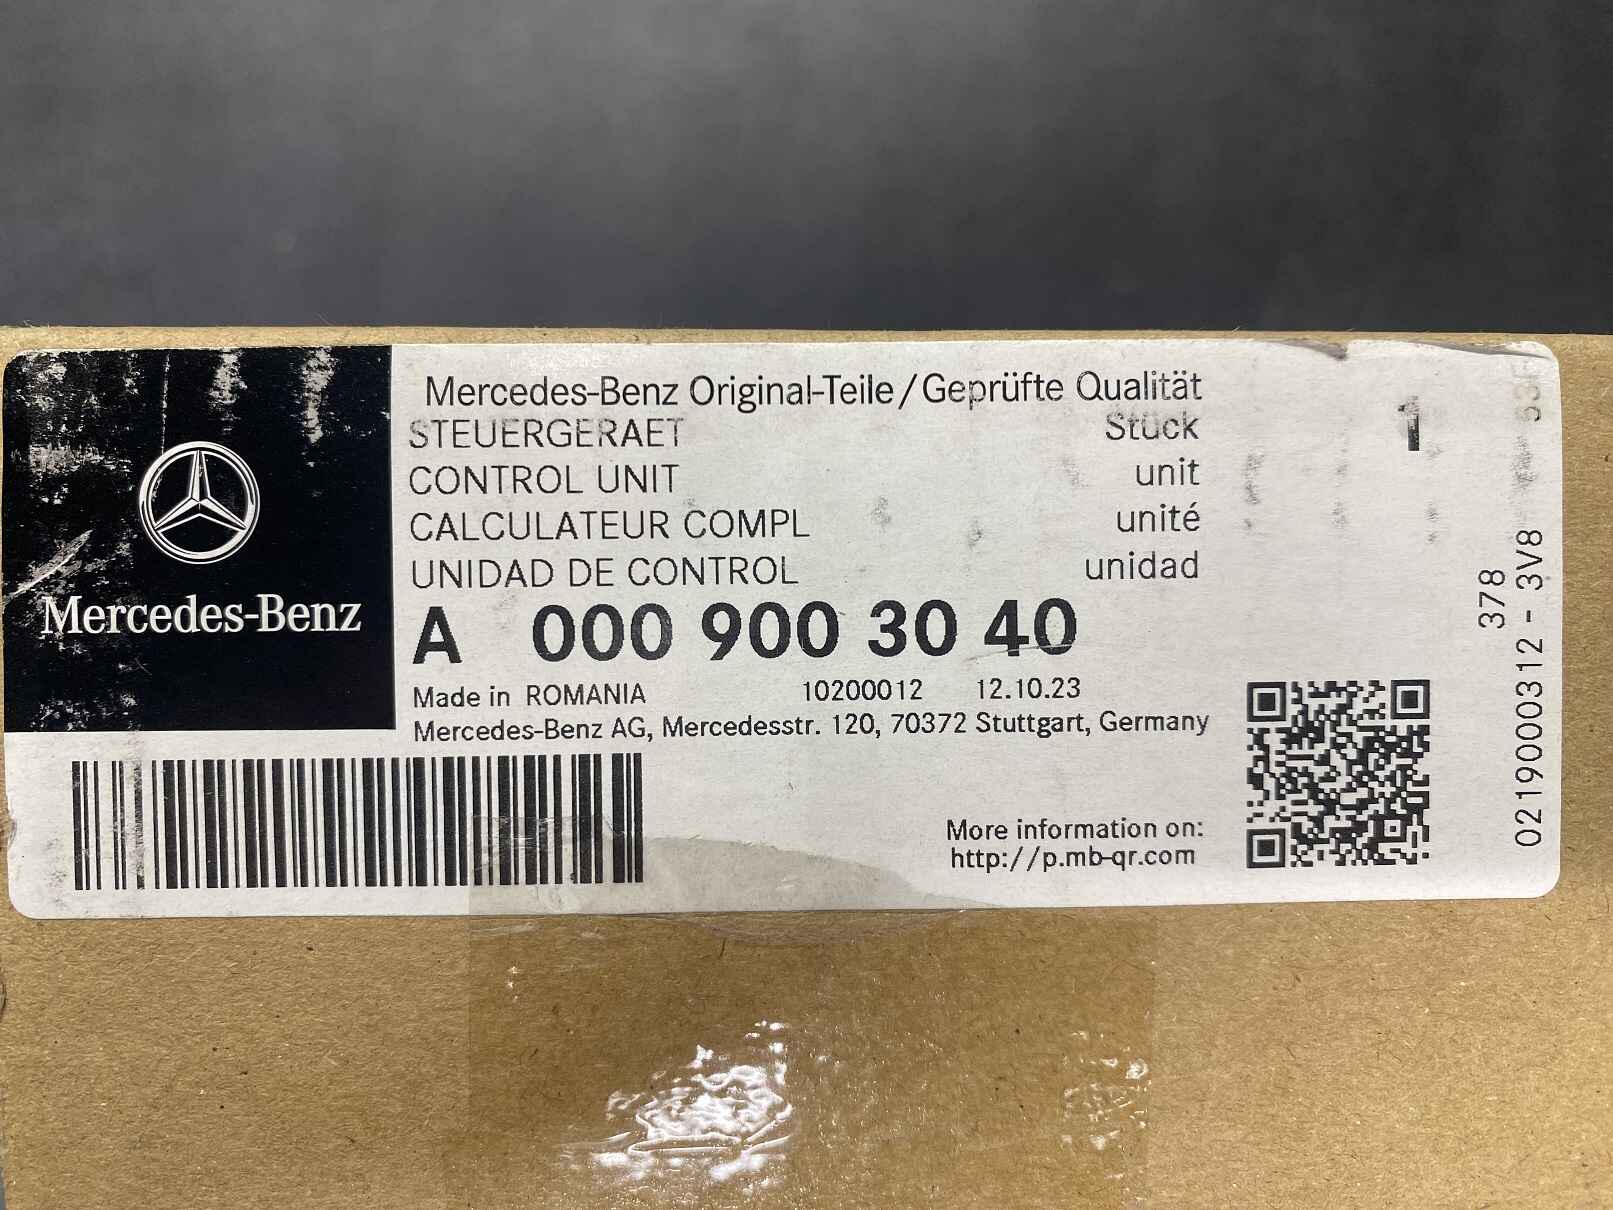 Mercedes-Benz Original-Teile/Geprüfte Qualität
STEUERGERAET Stück 1
CONTROL UNIT unit
CALCULATEUR COMPL unité
UNIDAD DE CONTROL unidad
Mercedes-Benz
A 000 900 30 40
Made in ROMANIA 10200012 12.10.23
Mercedes-Benz AG, Mercedesstr. 120, 70372 Stuttgart, Germany
More information on:
http://p.mb-qr.com
378
0219000312 - 3V8